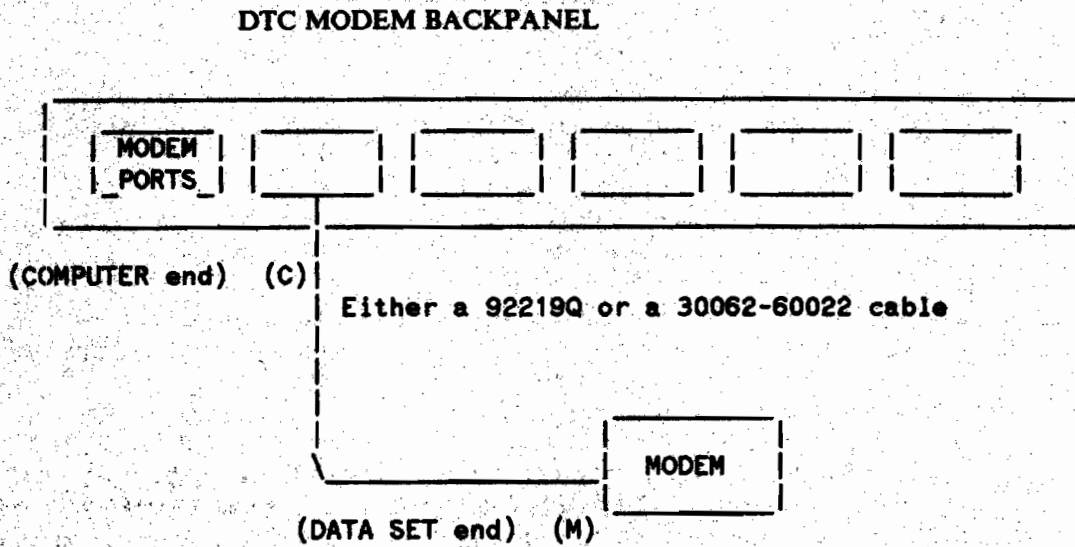 DTC MODEM BACKPANEL
MODEM
PORTS
(COMPUTER end) (C)
Either a 92219Q or a 30062-60022 cable
MODEM
(DATA SET end) (M)